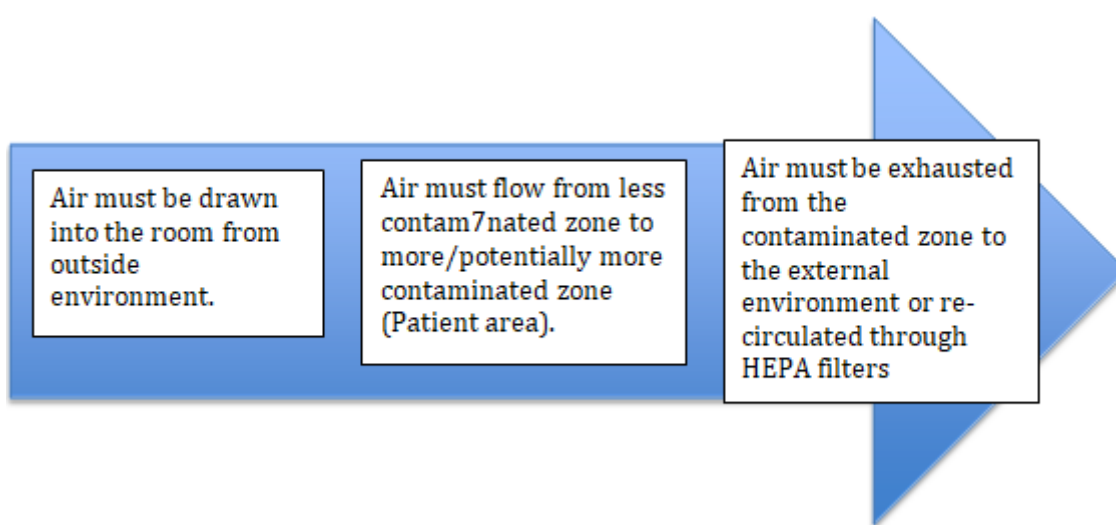 Air must be drawn
into the room from
outside
environment.
Air must flow from less
contam7nated zone to
more/potentially more
contaminated zone
(Patient area).
Air must be exhausted
from the
contaminated zone to
the external
environment or re-
circulated through
HEPA filters